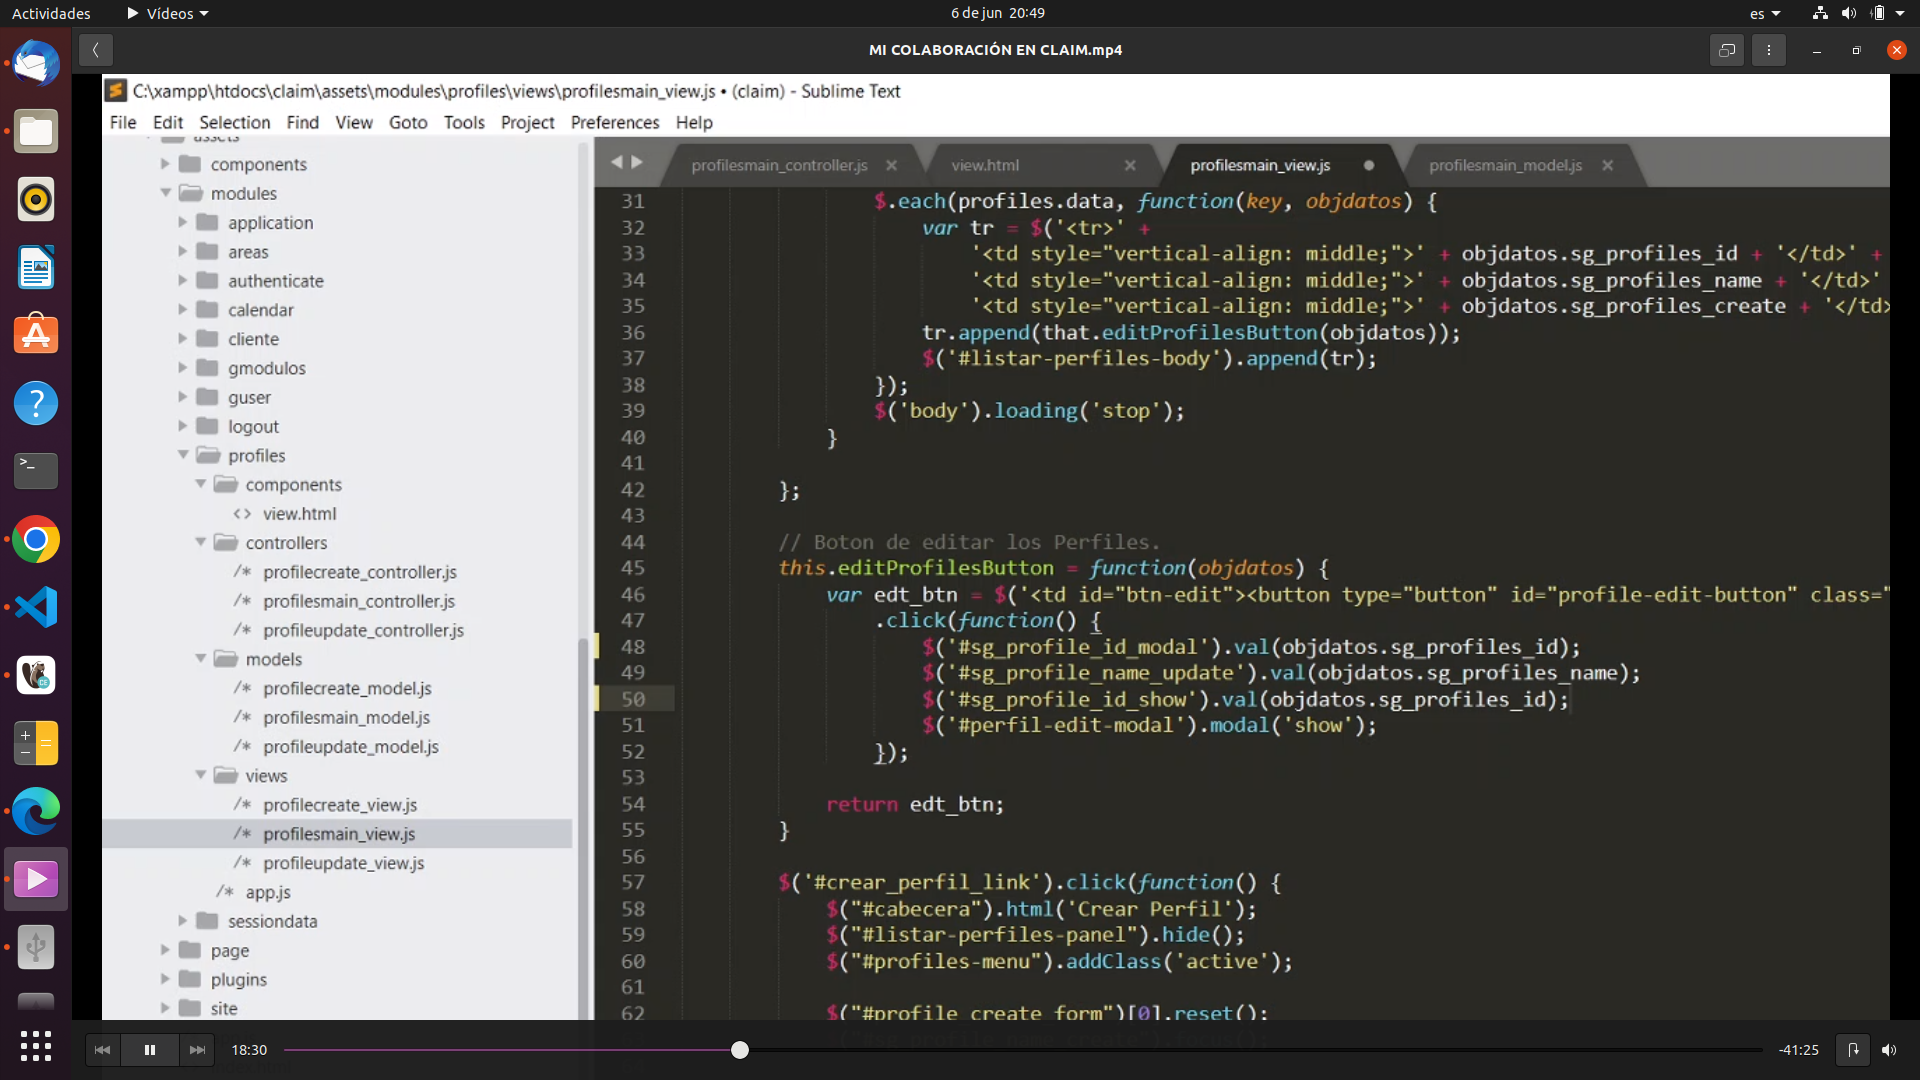 Actividades
Vídeos
6 de jun 20:49
es
MI COLABORACIÓN EN CLAIM.mp4
C:\xampp\htdocs\claim\assets\modules\profiles\views\profilesmain_view.js • (claim) - Sublime Text
File Edit Selection Find View Goto Tools Project Preferences Help
assets
components
modules
application
areas
authenticate
calendar
cliente
gmodulos
guser
logout
profiles
components
<> view.html
controllers
/* profilecreate_controller.js
/* profilesmain_controller.js
/* profileupdate_controller.js
models
/* profilecreate_model.js
/* profilesmain_model.js
/* profileupdate_model.js
views
/* profilecreate_view.js
/* profilesmain_view.js
/* profileupdate_view.js
/* app.js
sessiondata
page
plugins
site
profilesmain_controller.js
view.html
profilesmain_view.js
profilesmain_model.js
31 $.each(profiles.data, function(key, objdatos) {
32 var tr = $('<tr>' +
33 '<td style="vertical-align: middle;">' + objdatos.sg_profiles_id + '</td>' +
34 '<td style="vertical-align: middle;">' + objdatos.sg_profiles_name + '</td>'
35 '<td style="vertical-align: middle;">' + objdatos.sg_profiles_create + '</td>
36 tr.append(that.editProfilesButton(objdatos));
37 $('#listar-perfiles-body').append(tr);
38 });
39 $('body').loading('stop');
40 }
41
42 };
43
44 // Boton de editar los Perfiles.
45 this.editProfilesButton = function(objdatos) {
46 var edt_btn = $('<td id="btn-edit"><button type="button" id="profile-edit-button" class="
47 .click(function() {
48 $('#sg_profile_id_modal').val(objdatos.sg_profiles_id);
49 $('#sg_profile_name_update').val(objdatos.sg_profiles_name);
50 $('#sg_profile_id_show').val(objdatos.sg_profiles_id);
51 $('#perfil-edit-modal').modal('show');
52 });
53
54 return edt_btn;
55 }
56
57 $('#crear_perfil_link').click(function() {
58 $("#cabecera").html('Crear Perfil');
59 $("#listar-perfiles-panel").hide();
60 $("#profiles-menu").addClass('active');
61
62 $("#profile_create_form")[0].reset();
18:30
-41:25